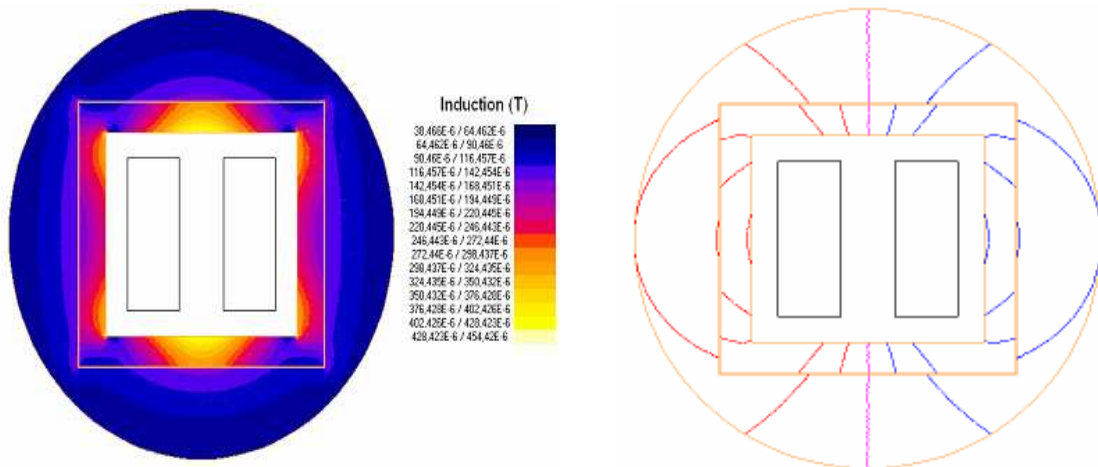 Induction (T)
38,466E-6 / 64,462E-6
64,462E-6 / 90,46E-6
90,46E-6 / 116,457E-6
116,457E-6 / 142,454E-6
142,454E-6 / 168,451E-6
168,451E-6 / 194,449E-6
194,449E-6 / 220,445E-6
220,445E-6 / 246,443E-6
246,443E-6 / 272,44E-6
272,44E-6 / 298,437E-6
298,437E-6 / 324,435E-6
324,435E-6 / 350,432E-6
350,432E-6 / 376,428E-6
376,428E-6 / 402,426E-6
402,426E-6 / 428,423E-6
428,423E-6 / 454,42E-6